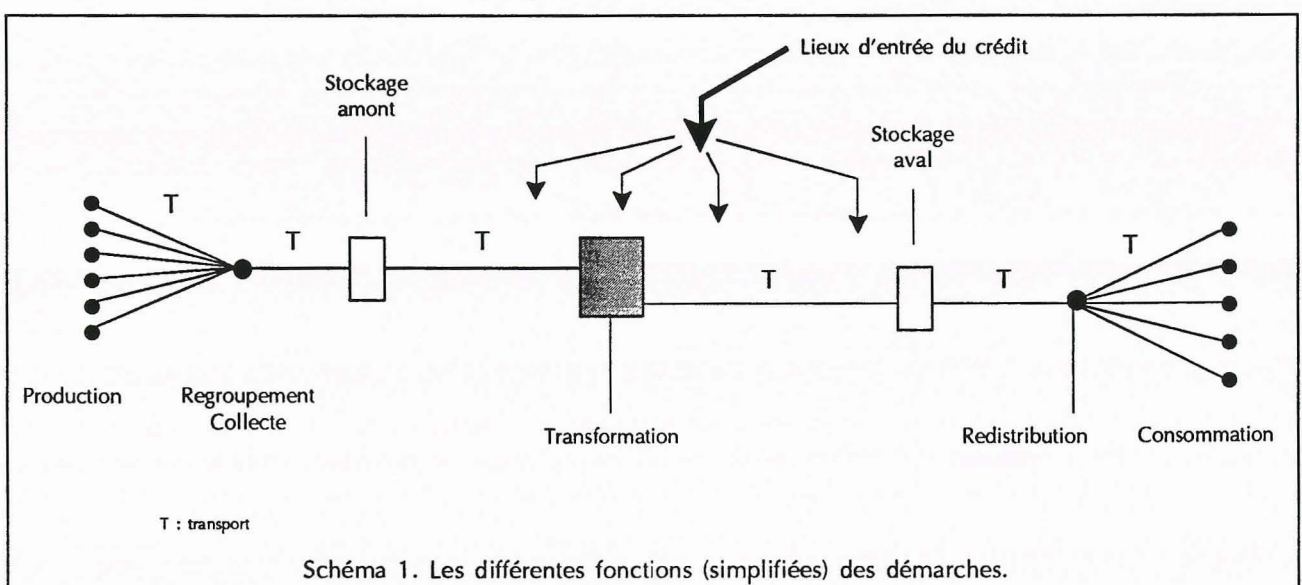 Lieux d'entrée du crédit
Stockage
amont
Stockage
aval
T
T
T
T
T
T
Production
Regroupement
Collecte
Transformation
Redistribution
Consommation
T : transport
Schéma 1. Les différentes fonctions (simplifiées) des démarches.